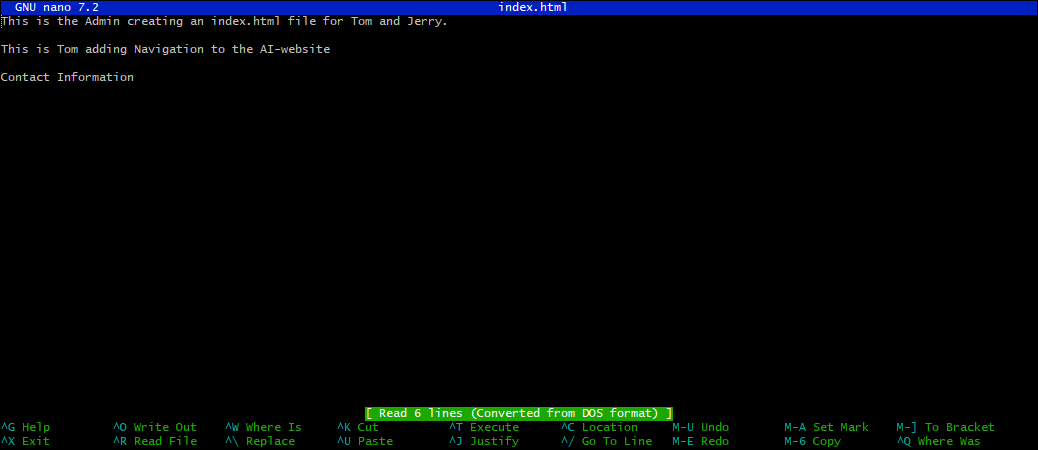 GNU nano 7.2 index.html
This is the Admin creating an index.html file for Tom and Jerry.
This is Tom adding Navigation to the AI-website
Contact Information
[ Read 6 lines (Converted from DOS format) ]
^G Help ^O Write Out ^W Where Is ^K Cut ^T Execute ^C Location M-U Undo M-A Set Mark M-] To Bracket
^X Exit ^R Read File ^\ Replace ^U Paste ^J Justify ^/ Go To Line M-E Redo M-6 Copy ^Q Where Was